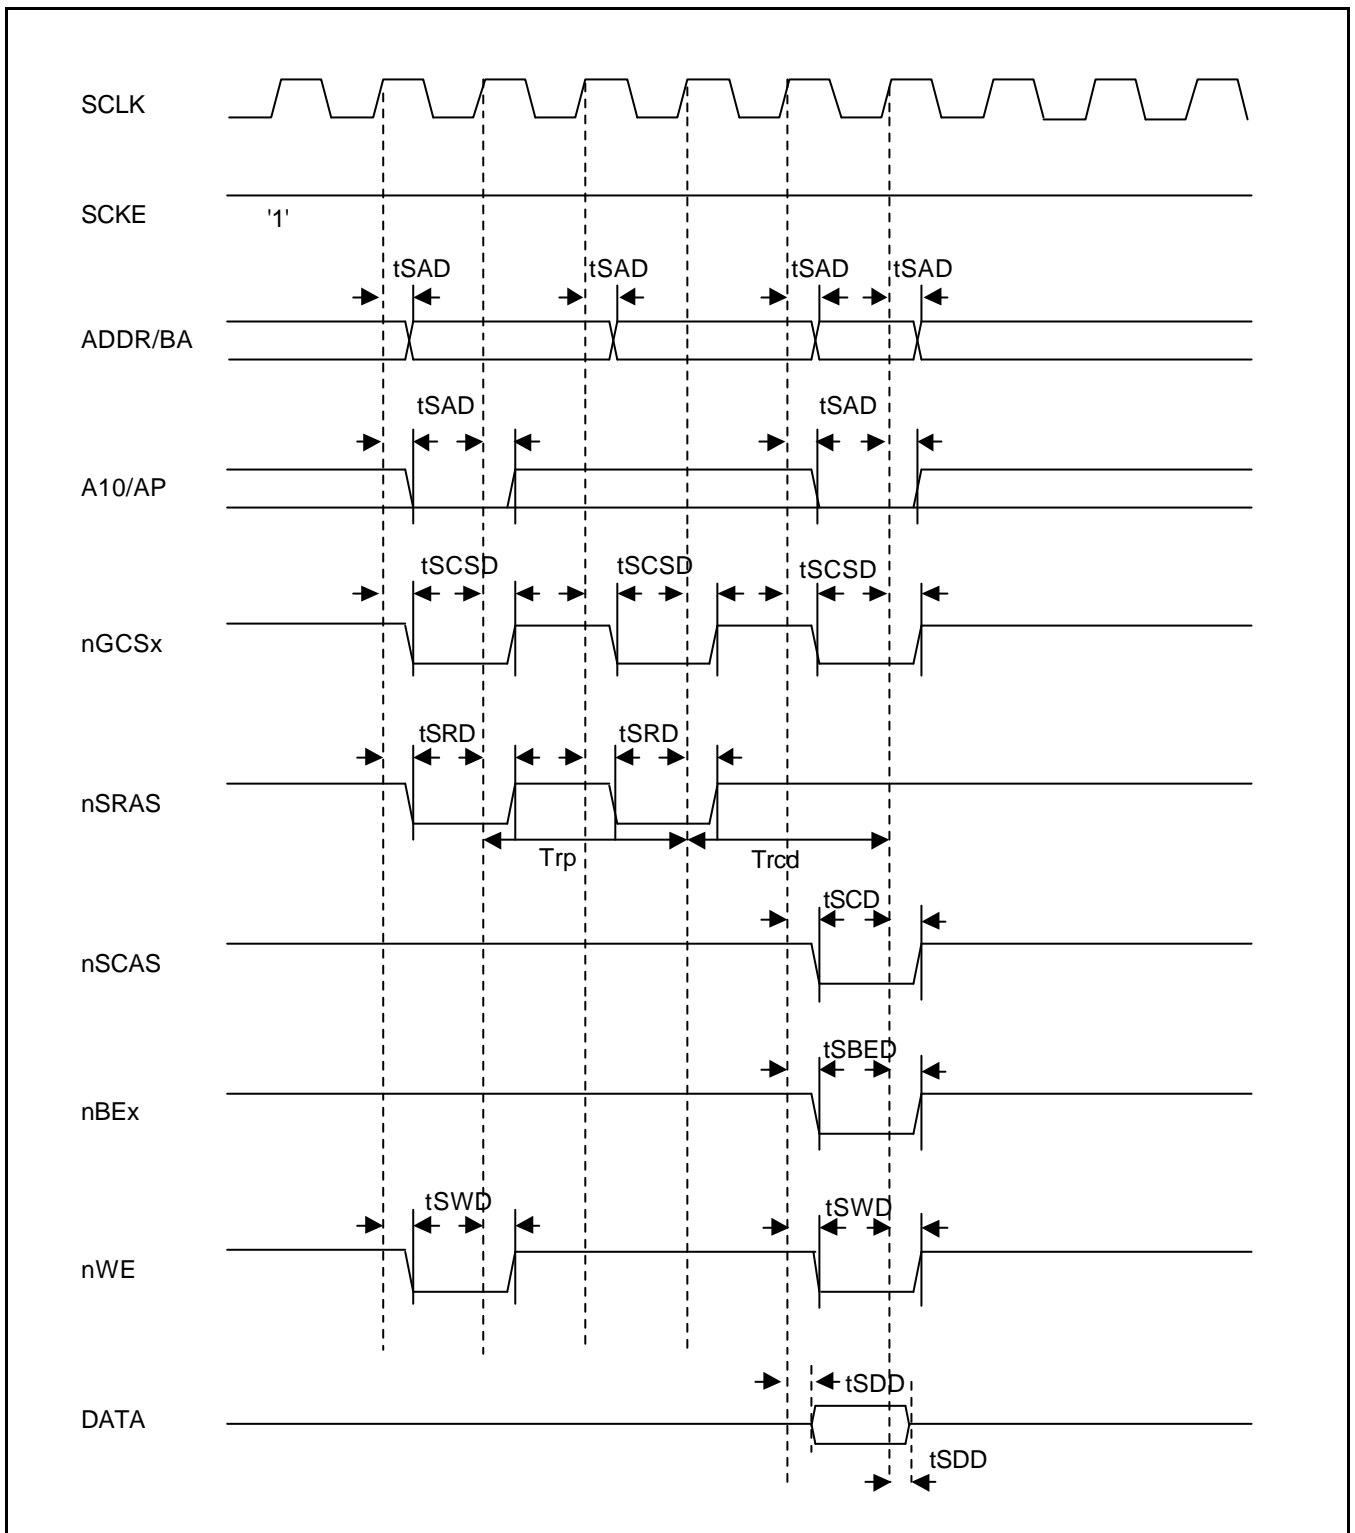 SCLK
SCKE
'1'
tSAD tSAD tSAD tSAD
ADDR/BA
tSAD tSAD
A10/AP
tSCSD tSCSD tSCSD
nGCSx
tSRD tSRD
nSRAS
Trp Trcd
tSCD
nSCAS
tSBED
nBEx
tSWD tSWD
nWE
tSDD
DATA
tSDD